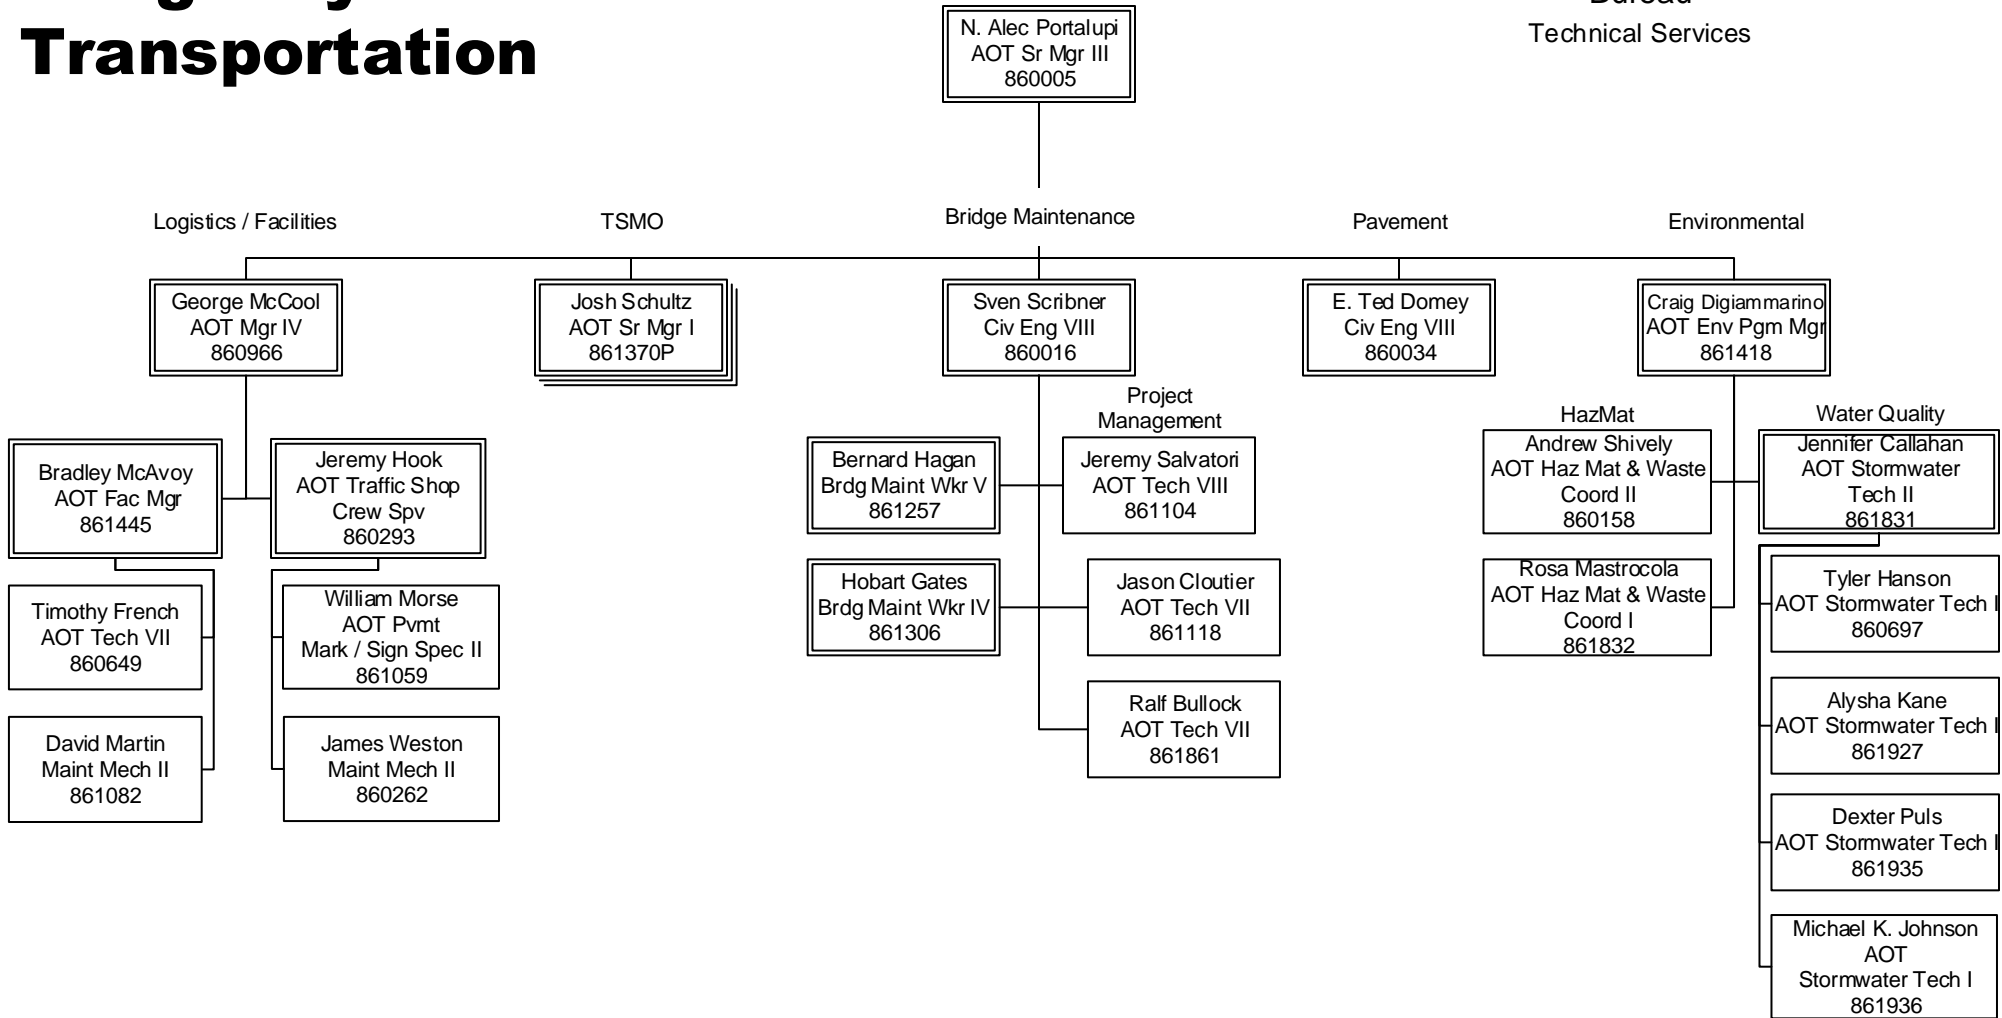 Transportation
Technical Services
N. Alec Portalupi
AOT Sr Mgr III
860005
Logistics / Facilities
TSMO
Bridge Maintenance
Pavement
Environmental
George McCool
AOT Mgr IV
860966
Josh Schultz
AOT Sr Mgr I
861370P
Sven Scribner
Civ Eng VIII
860016
E. Ted Domey
Civ Eng VIII
860034
Craig Digiammarino
AOT Env Pgm Mgr
861418
Bradley McAvoy
AOT Fac Mgr
861445
Jeremy Hook
AOT Traffic Shop
Crew Spv
860293
Timothy French
AOT Tech VII
860649
William Morse
AOT Pvmt
Mark / Sign Spec II
861059
David Martin
Maint Mech II
861082
James Weston
Maint Mech II
860262
Project
Management
Bernard Hagan
Brdg Maint Wkr V
861257
Jeremy Salvatori
AOT Tech VIII
861104
Hobart Gates
Brdg Maint Wkr IV
861306
Jason Cloutier
AOT Tech VII
861118
Ralf Bullock
AOT Tech VII
861861
HazMat
Andrew Shively
AOT Haz Mat & Waste
Coord II
860158
Rosa Mastrocola
AOT Haz Mat & Waste
Coord I
861832
Water Quality
Jennifer Callahan
AOT Stormwater
Tech II
861831
Tyler Hanson
AOT Stormwater Tech I
860697
Alysha Kane
AOT Stormwater Tech I
861927
Dexter Puls
AOT Stormwater Tech I
861935
Michael K. Johnson
AOT
Stormwater Tech I
861936